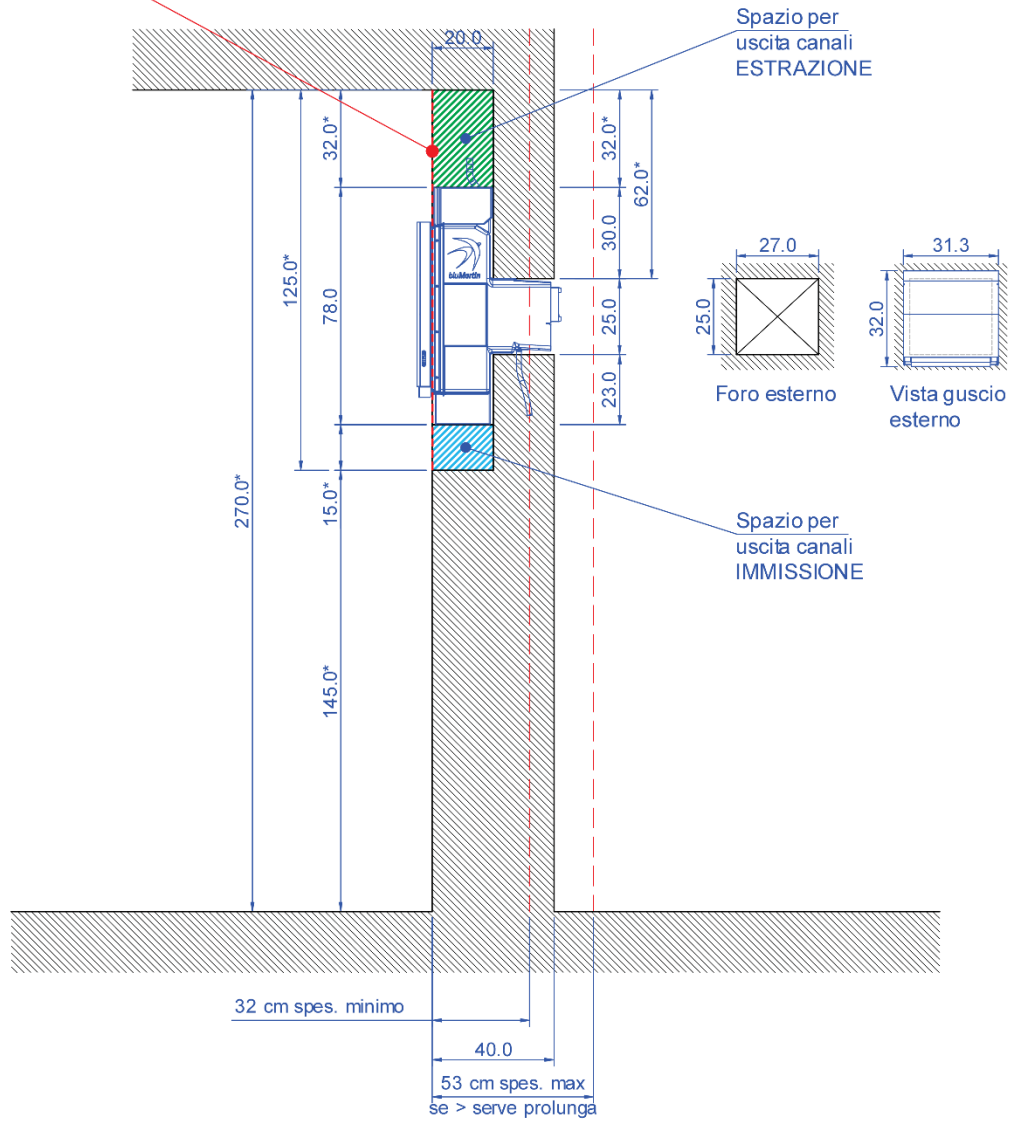 Spazio per
uscita canali
ESTRAZIONE
20.0
32.0*
32.0*
62.0*
125.0*
78.0
30.0
bluMartin
25.0
23.0
27.0
25.0
Foro esterno
31.3
32.0
Vista guscio
esterno
15.0*
270.0*
145.0*
Spazio per
uscita canali
IMMISSIONE
32 cm spes. minimo
40.0
53 cm spes. max
se > serve prolunga